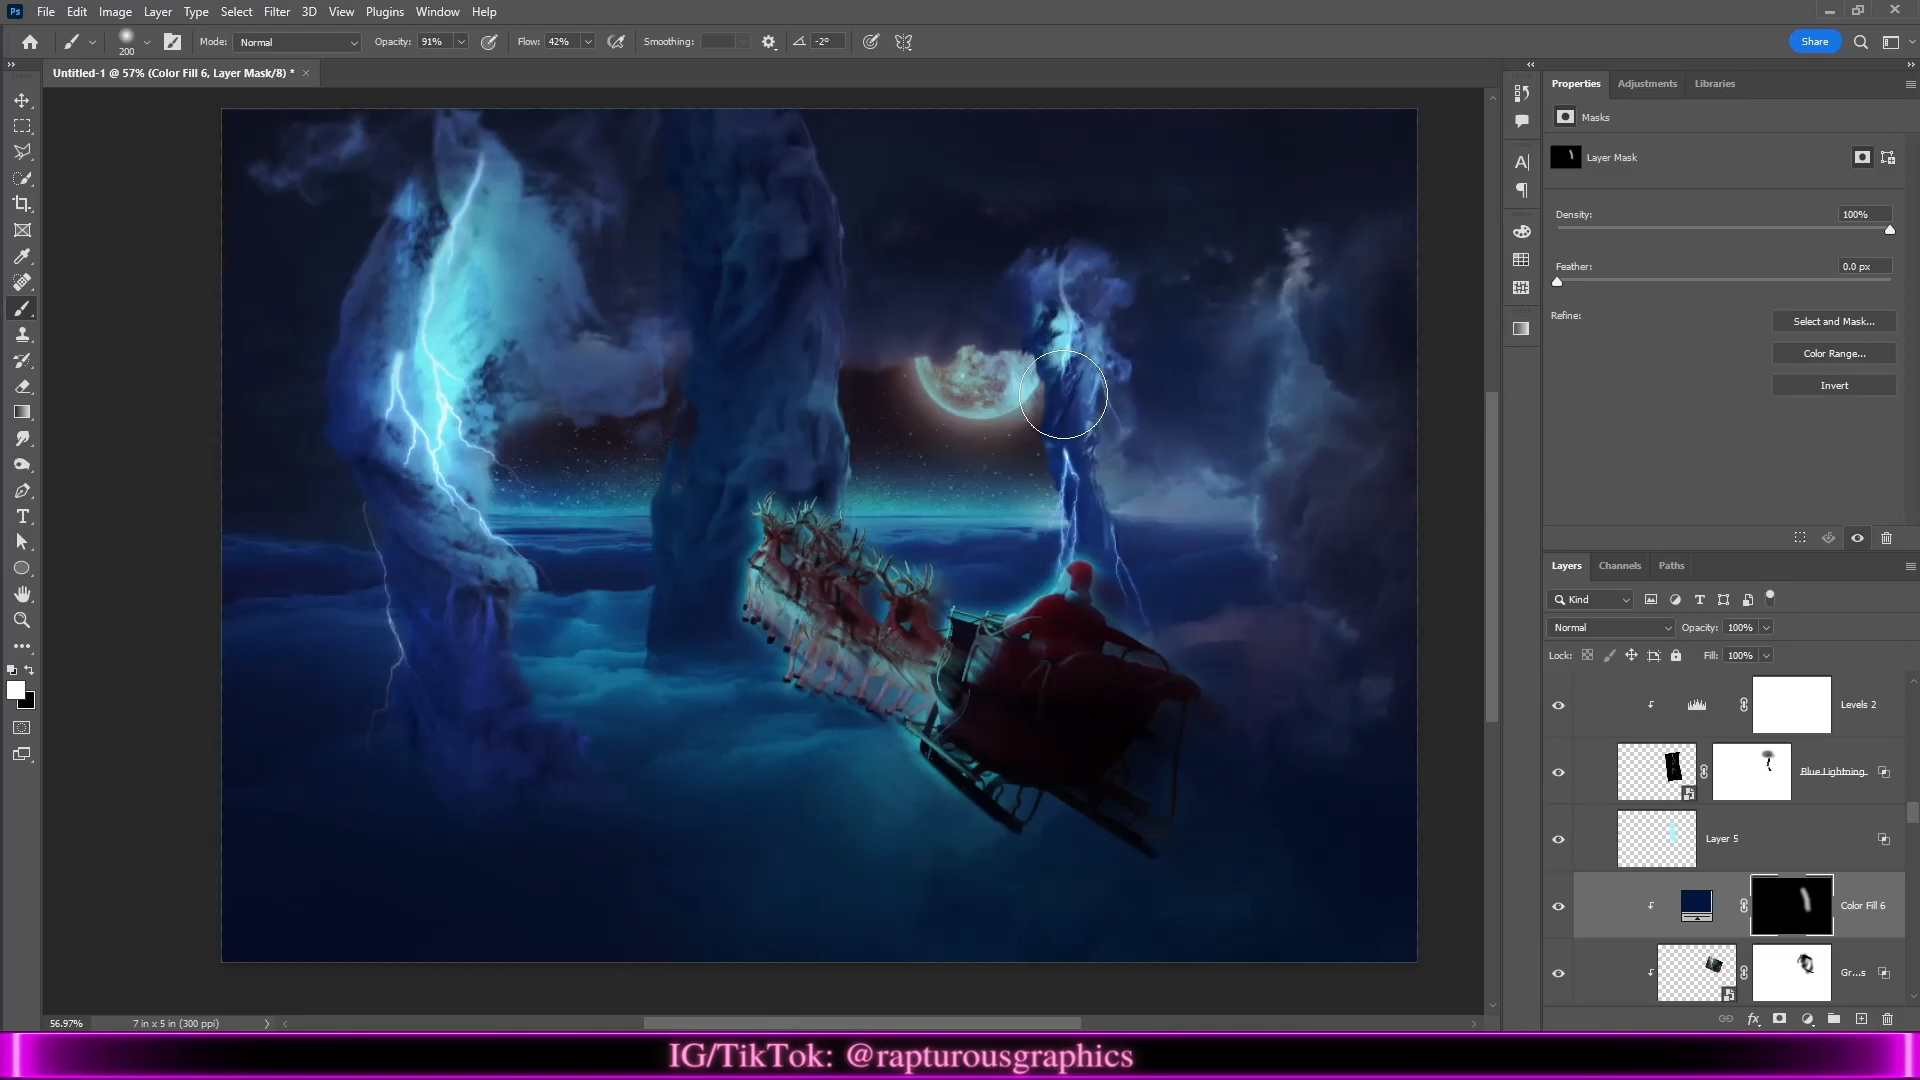 Ps File Edit Image Layer Type Select Filter 3D View Plugins Window Help
200 Mode: Normal Opacity: 91% Flow: 42% Smoothing: -2° Share
Untitled-1 @ 57% (Color Fill 6, Layer Mask/8) * ×
Properties Adjustments Libraries
Masks
Layer Mask
Density: 100%
Feather: 0.0 px
Refine: Select and Mask...
Color Range...
Invert
Layers Channels Paths
Kind
Normal Opacity: 100%
Lock: Fill: 100%
Levels 2
Blue Lightning
Layer 5
Color Fill 6
Gr...s
56.97% 7 in x 5 in (300 ppi)
IG/TikTok: @rapturousgraphics